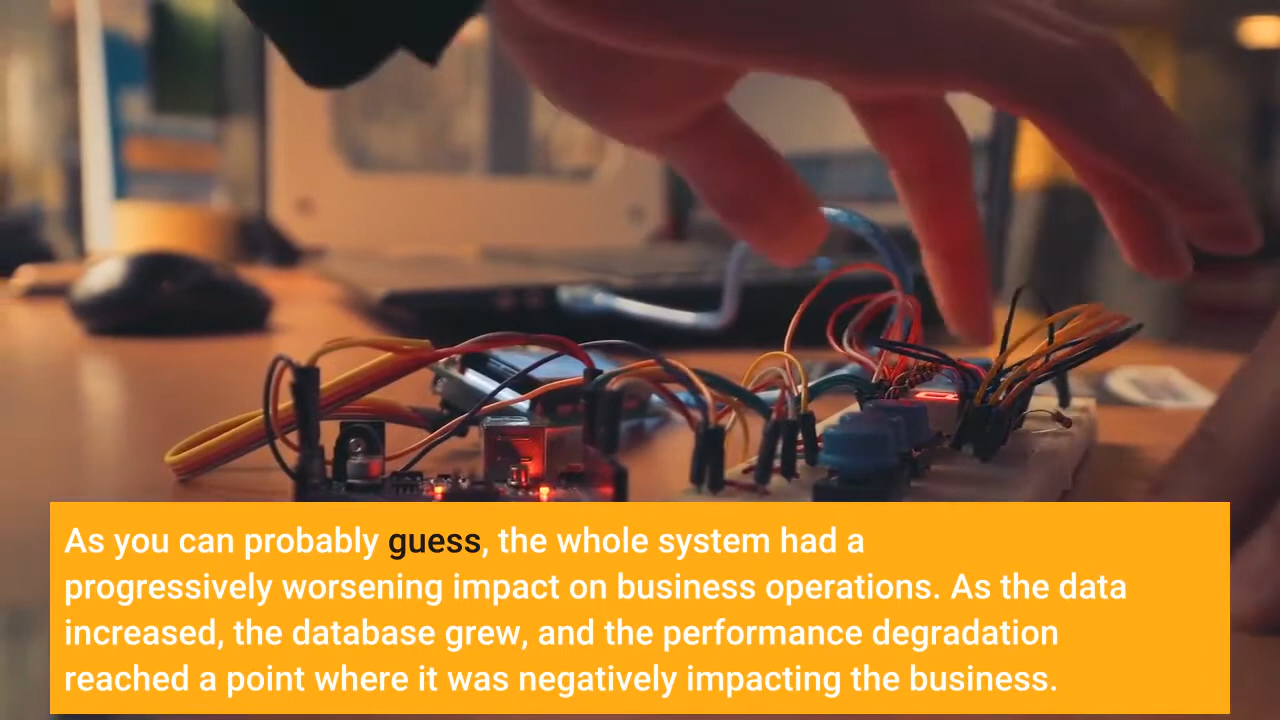 As you can probably guess, the whole system had a
progressively worsening impact on business operations. As the data
increased, the database grew, and the performance degradation
reached a point where it was negatively impacting the business.